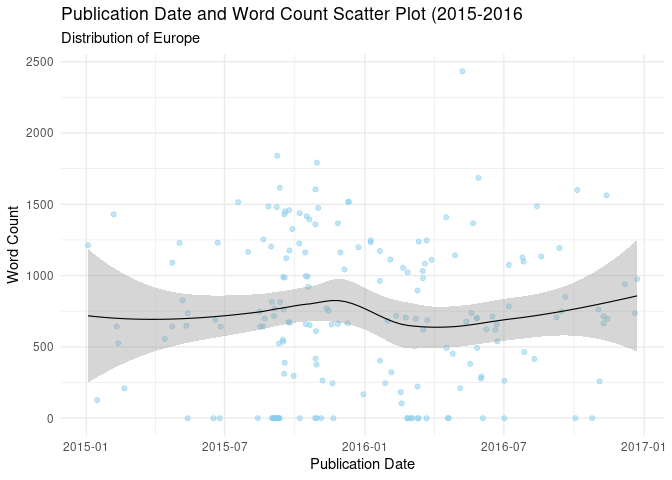 Publication Date and Word Count Scatter Plot (2015-2016
Distribution of Europe
2500
2000
1500
1000
500
0
Word Count
2015-01 2015-07 2016-01 2016-07 2017-01
Publication Date